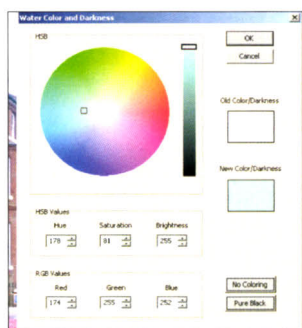 Water Color and Darkness
HSB
OK
Cancel
Old Color/Darkness
New Color/Darkness
HSB Values
Hue Saturation Brightness
178 81 255
RGB Values
Red Green Blue
174 255 252
No Coloring
Pure Black